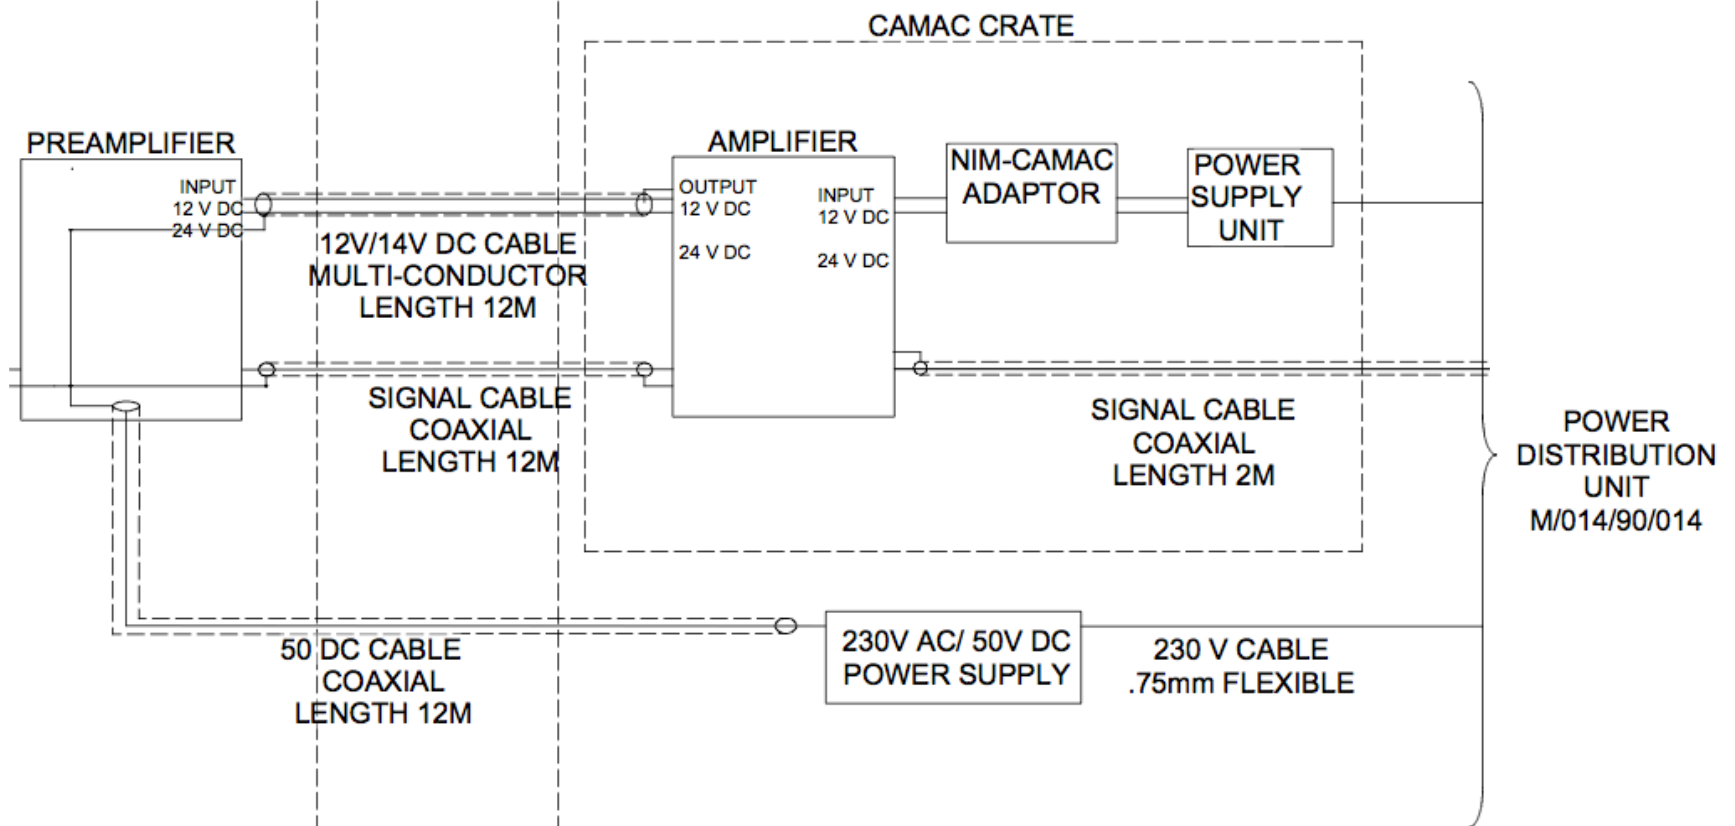 CAMAC CRATE
PREAMPLIFIER
INPUT
12 V DC
24 V DC
12V/14V DC CABLE
MULTI-CONDUCTOR
LENGTH 12M
AMPLIFIER
OUTPUT
12 V DC
24 V DC
INPUT
12 V DC
24 V DC
NIM-CAMAC
ADAPTOR
POWER
SUPPLY
UNIT
SIGNAL CABLE
COAXIAL
LENGTH 12M
SIGNAL CABLE
COAXIAL
LENGTH 2M
POWER
DISTRIBUTION
UNIT
M/014/90/014
50 DC CABLE
COAXIAL
LENGTH 12M
230V AC/ 50V DC
POWER SUPPLY
230 V CABLE
.75mm FLEXIBLE